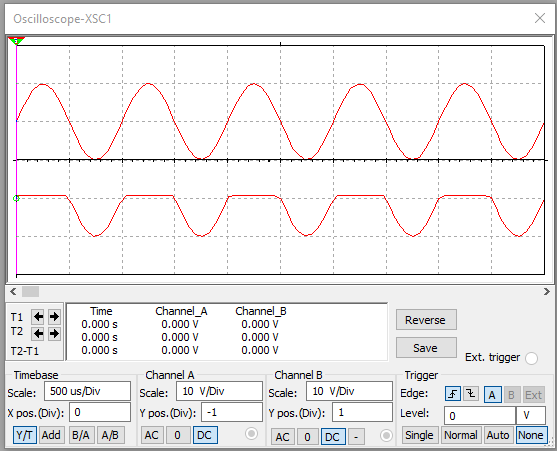 Oscilloscope-XSC1
T1
T2
T2-T1
Time Channel_A Channel_B
0.000 s 0.000 V 0.000 V
0.000 s 0.000 V 0.000 V
0.000 s 0.000 V 0.000 V
Reverse
Save
Ext. trigger
Timebase
Scale: 500 us/Div
X pos.(Div): 0
Y/T Add B/A A/B
Channel A
Scale: 10 V/Div
Y pos.(Div): -1
AC 0 DC
Channel B
Scale: 10 V/Div
Y pos.(Div): 1
AC 0 DC -
Trigger
Edge: A B Ext
Level: 0 V
Single Normal Auto None